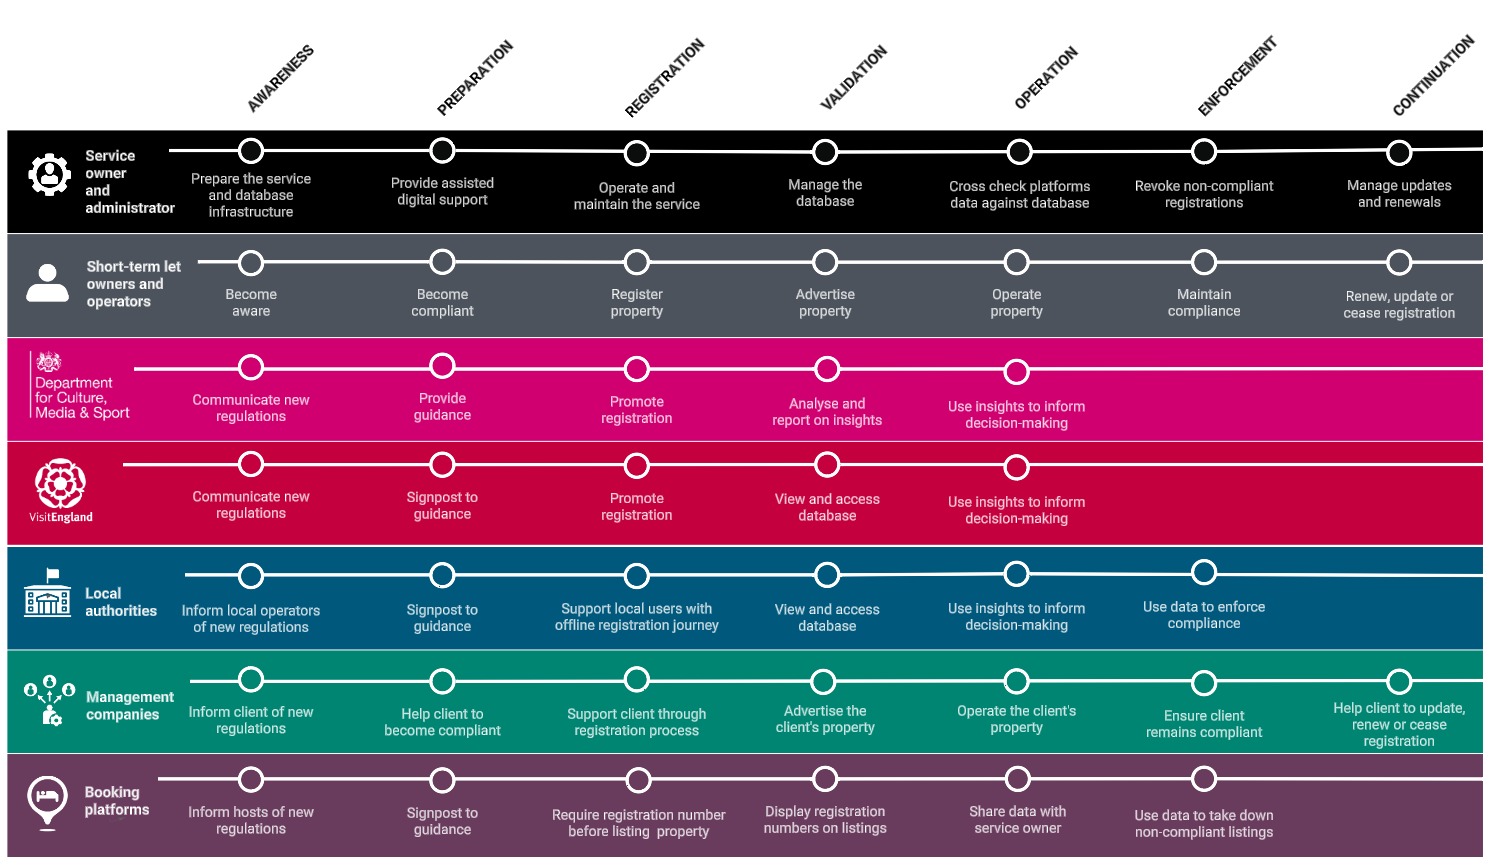 AWARENESS
PREPARATION
REGISTRATION
VALIDATION
OPERATION
ENFORCEMENT
CONTINUATION
Service
owner
and
administrator
Prepare the service
and database
infrastructure
Provide assisted
digital support
Operate and
maintain the service
Manage the
database
Cross check platforms
data against database
Revoke non-compliant
registrations
Manage updates
and renewals
Short-term let
owners and
operators
Become
aware
Become
compliant
Register
property
Advertise
property
Operate
property
Maintain
compliance
Renew, update or
cease registration
Department
for Culture,
Media & Sport
Communicate new
regulations
Provide
guidance
Promote
registration
Analyse and
report on insights
Use insights to inform
decision-making
VisitEngland
Communicate new
regulations
Signpost to
guidance
Promote
registration
View and access
database
Use insights to inform
decision-making
Local
authorities
Inform local operators
of new regulations
Signpost to
guidance
Support local users with
offline registration journey
View and access
database
Use insights to inform
decision-making
Use data to enforce
compliance
Management
companies
Inform client of new
regulations
Help client to
become compliant
Support client through
registration process
Advertise the
client's property
Operate the client's
property
Ensure client
remains compliant
Help client to update,
renew or cease
registration
Booking
platforms
Inform hosts of new
regulations
Signpost to
guidance
Require registration number
before listing property
Display registration
numbers on listings
Share data with
service owner
Use data to take down
non-compliant listings